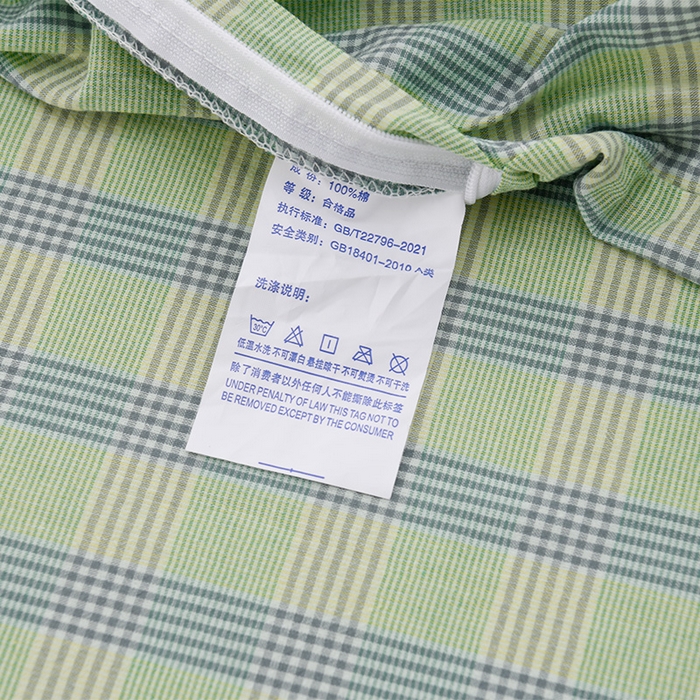 成 份: 100%棉
等 级: 合格品
执行标准: GB/T22796-2021
安全类别: GB18401-2010 A类
洗涤说明:
30°C
低温水洗 不可漂白 悬挂晾干 不可熨烫 不可干洗
除了消费者以外任何人不能撕除此标签
UNDER PENALTY OF LAW THIS TAG NOT TO
BE REMOVED EXCEPT BY THE CONSUMER